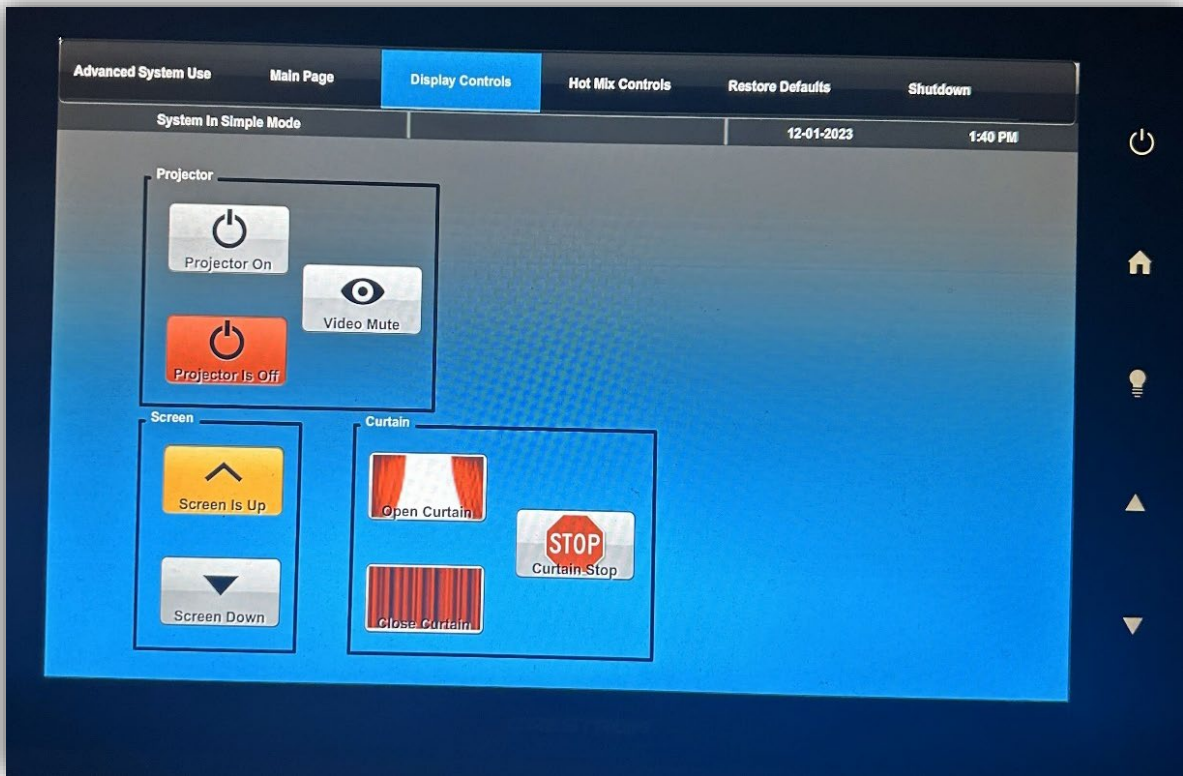 Advanced System Use
Main Page
Display Controls
Hot Mix Controls
Restore Defaults
Shutdown
System In Simple Mode
12-01-2023
1:40 PM
Projector
Projector On
Video Mute
Projector Is Off
Screen
Screen Is Up
Screen Down
Curtain
Open Curtain
STOP
Curtain Stop
Close Curtain